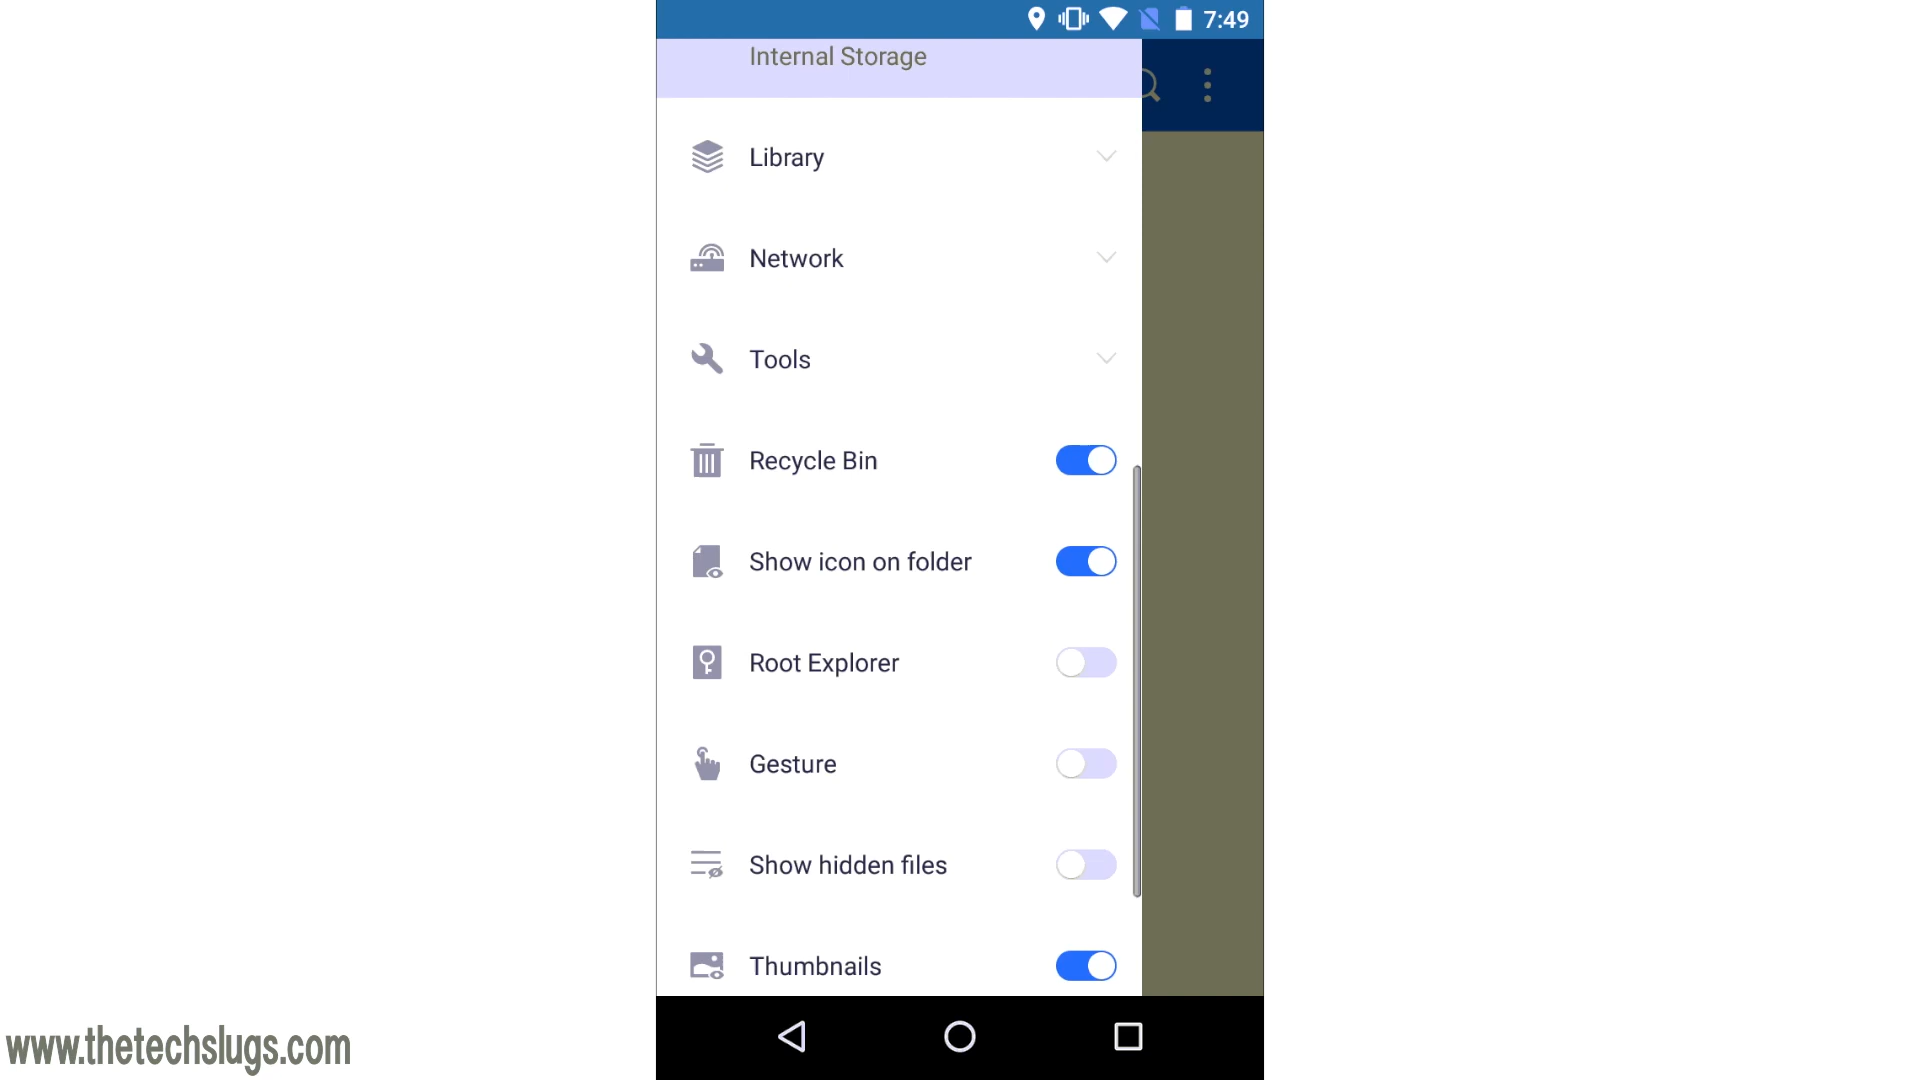 7:49
Internal Storage
Library
Network
Tools
Recycle Bin
Show icon on folder
Root Explorer
Gesture
Show hidden files
Thumbnails
www.thetechslugs.com